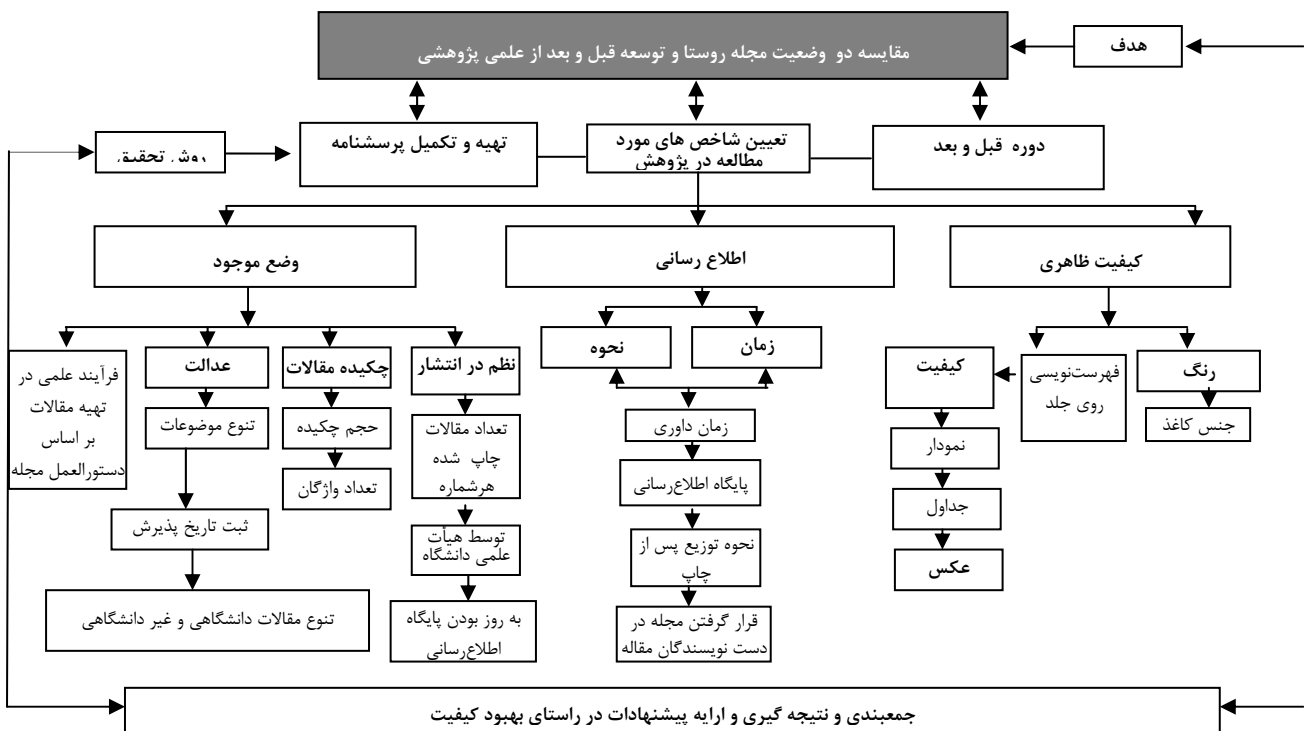 مقایسه دو وضعیت مجله روستا و توسعه قبل و بعد از علمی پژوهشی
هدف
دوره قبل و بعد
تعیین شاخص های مورد
مطالعه در پژوهش
تهیه و تکمیل پرسشنامه
روش تحقیق
کیفیت ظاهری
اطلاع رسانی
وضع موجود
رنگ
جنس کاغذ
فهرست‌نویسی
روی جلد
کیفیت
نمودار
جداول
عکس
زمان
نحوه
زمان داوری
پایگاه اطلاع‌رسانی
نحوه توزیع پس از
چاپ
قرار گرفتن مجله در
دست نویسندگان مقاله
نظم در انتشار
تعداد مقالات
چاپ شده
هرشماره
توسط هیأت
علمی دانشگاه
به روز بودن پایگاه
اطلاع‌رسانی
چکیده مقالات
حجم چکیده
تعداد واژگان
عدالت
تنوع موضوعات
ثبت تاریخ پذیرش
تنوع مقالات دانشگاهی و غیر دانشگاهی
فرآیند علمی در
تهیه مقالات
بر اساس
دستورالعمل مجله
جمعبندی و نتیجه گیری و ارایه پیشنهادات در راستای بهبود کیفیت